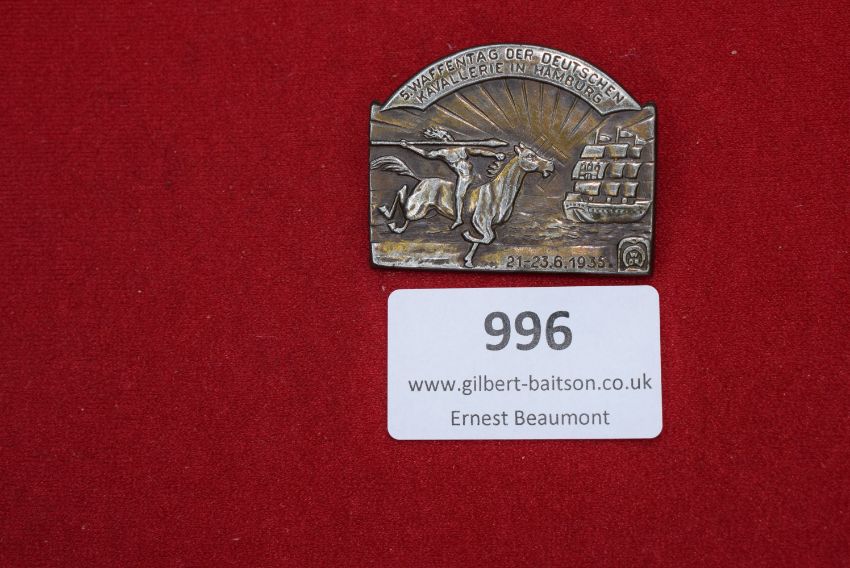 5. WAFFENTAG DER DEUTSCHEN
KAVALLERIE IN HAMBURG
21-23.6.1935.
996
www.gilbert-baitson.co.uk
Ernest Beaumont